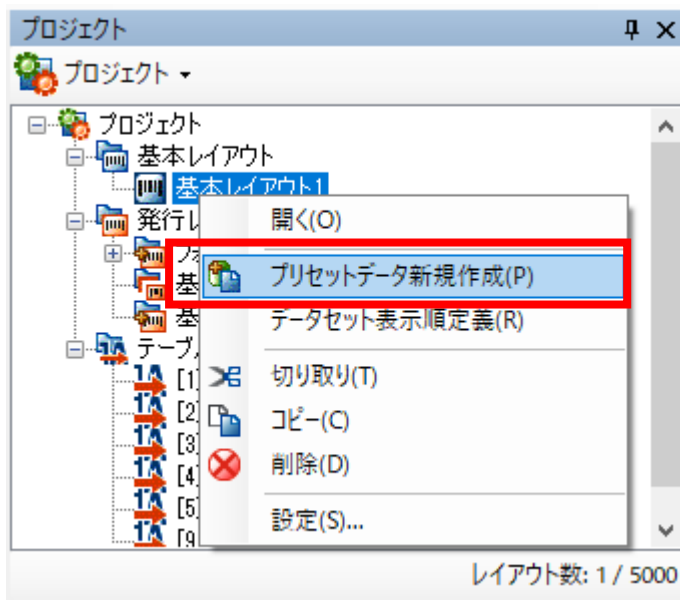 プロジェクト
プロジェクト
プロジェクト
基本レイアウト
基本レイアウト1
発行レ
基
基
テーブル
[1]
[2]
[3]
[4]
[5]
[9]
開く(O)
プリセットデータ新規作成(P)
データセット表示順定義(R)
切り取り(T)
コピー(C)
削除(D)
設定(S)...
レイアウト数: 1 / 5000